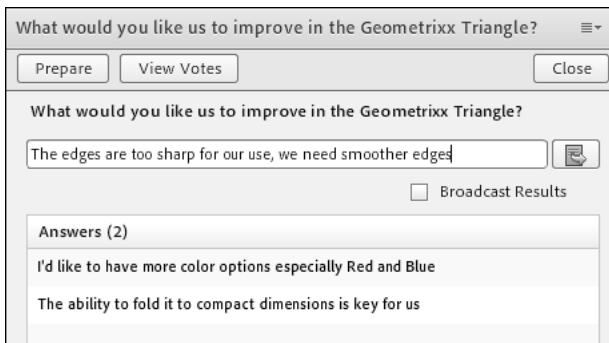 What would you like us to improve in the Geometrixx Triangle?
Prepare View Votes Close
What would you like us to improve in the Geometrixx Triangle?
The edges are too sharp for our use, we need smoother edges
Broadcast Results
Answers (2)
I'd like to have more color options especially Red and Blue
The ability to fold it to compact dimensions is key for us